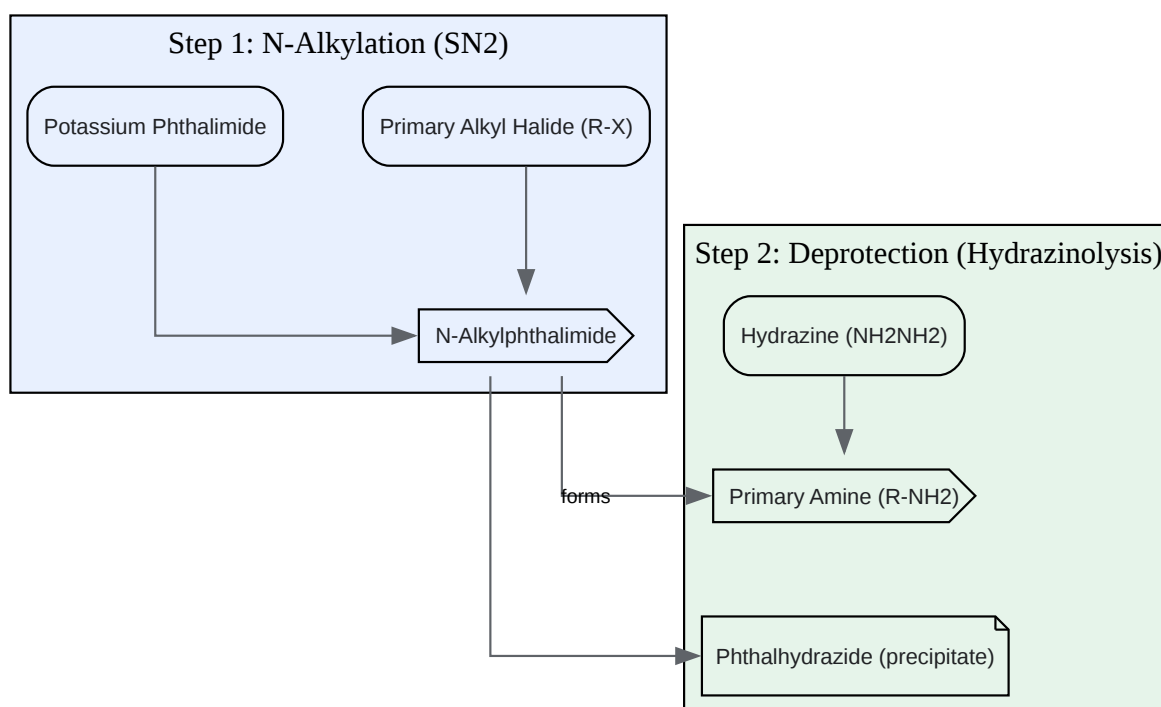 Step 1: N-Alkylation (SN2)
Potassium Phthalimide
Primary Alkyl Halide (R-X)
N-Alkylphthalimide
Step 2: Deprotection (Hydrazinolysis)
Hydrazine (NH2NH2)
forms
Primary Amine (R-NH2)
Phthalhydrazide (precipitate)